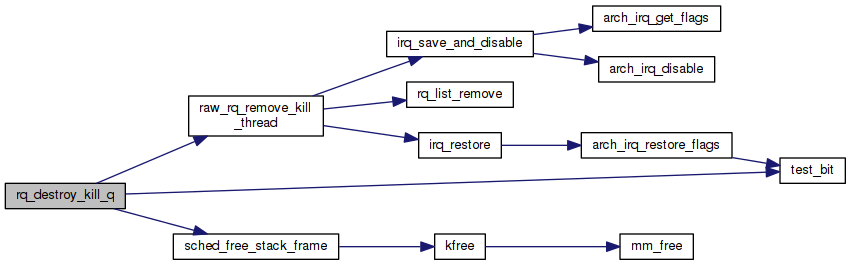 arch_irq_get_flags
irq_save_and_disable
arch_irq_disable
rq_list_remove
raw_rq_remove_kill
_thread
irq_restore
arch_irq_restore_flags
test_bit
rq_destroy_kill_q
sched_free_stack_frame
kfree
mm_free